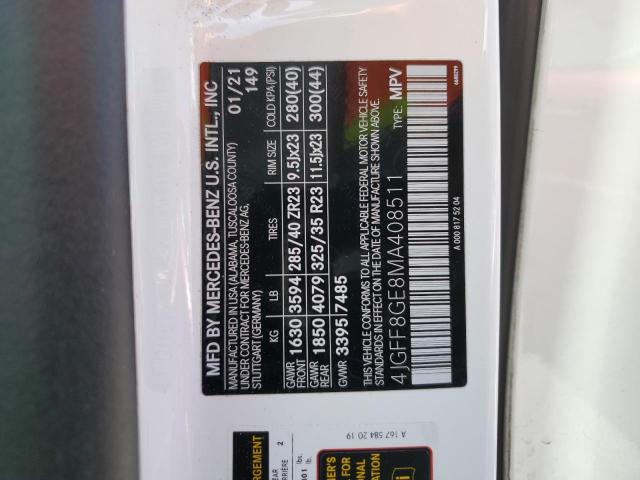 MFD BY MERCEDES-BENZ U.S. INTL., INC
MANUFACTURED IN USA (ALABAMA, TUSCALOOSA COUNTY)
UNDER CONTRACT FOR MERCEDES-BENZ AG,
STUTTGART (GERMANY)
01/21
149
KG LB TIRES RIM SIZE COLD KPA(PSI)
GAWR FRONT 1630 3594 285/40 ZR23 9.5Jx23 280(40)
GAWR REAR 1850 4079 325/35 R23 11.5Jx23 300(44)
GVWR 3395 7485
THIS VEHICLE CONFORMS TO ALL APPLICABLE FEDERAL MOTOR VEHICLE SAFETY
STANDARDS IN EFFECT ON THE DATE OF MANUFACTURE SHOWN ABOVE.
4JGFF8GE8MA408511 TYPE: MPV
A 000 817 52 04
A 167 584 20 19
2
lbs.
lb.